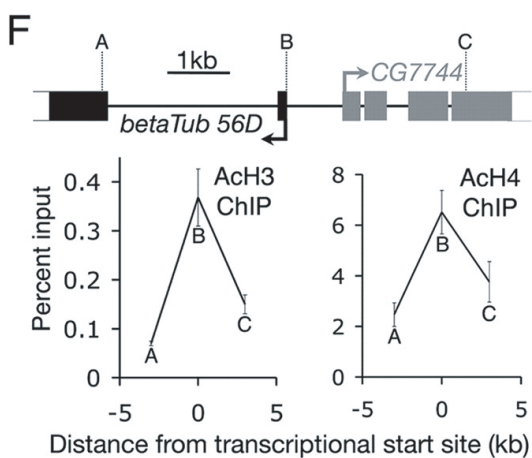 F
A B C
1kb
CG7744
betaTub 56D
AcH3
ChIP
Percent input
0.4
0.3
0.2
0.1
0
A
B
C
-5 0 5
AcH4
ChIP
8
6
4
2
0
A
B
C
-5 0 5
Distance from transcriptional start site (kb)